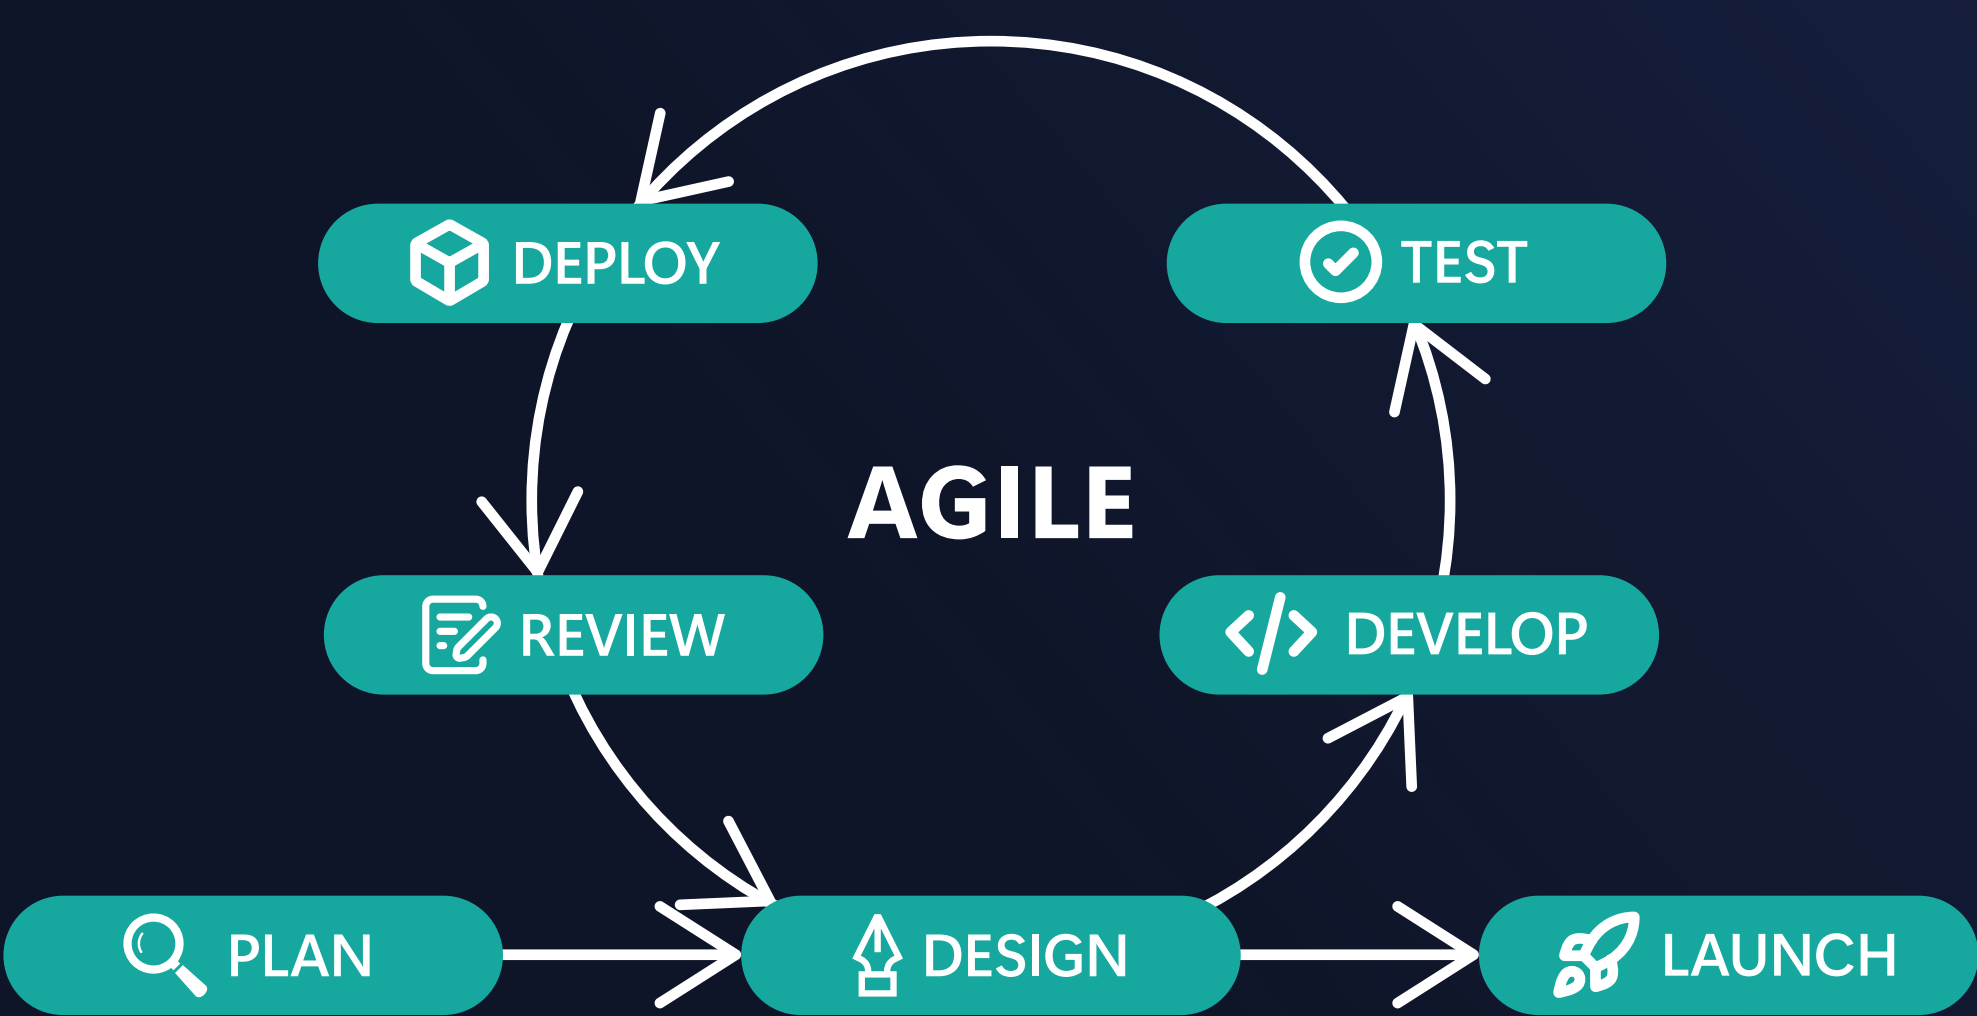 DEPLOY
TEST
AGILE
REVIEW
DEVELOP
PLAN
DESIGN
LAUNCH